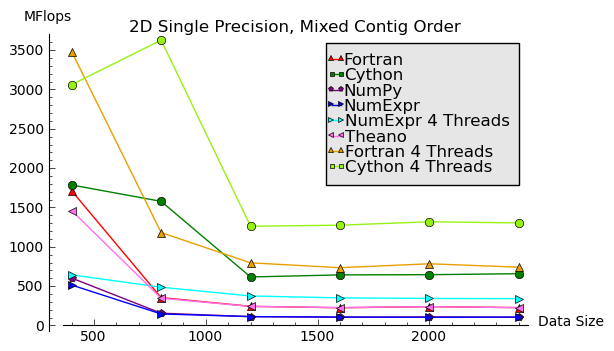 MFlops
2D Single Precision, Mixed Contig Order
3500
3000
2500
2000
1500
1000
500
0
Fortran
Cython
NumPy
NumExpr
NumExpr 4 Threads
Theano
Fortran 4 Threads
Cython 4 Threads
500
1000
1500
2000
Data Size